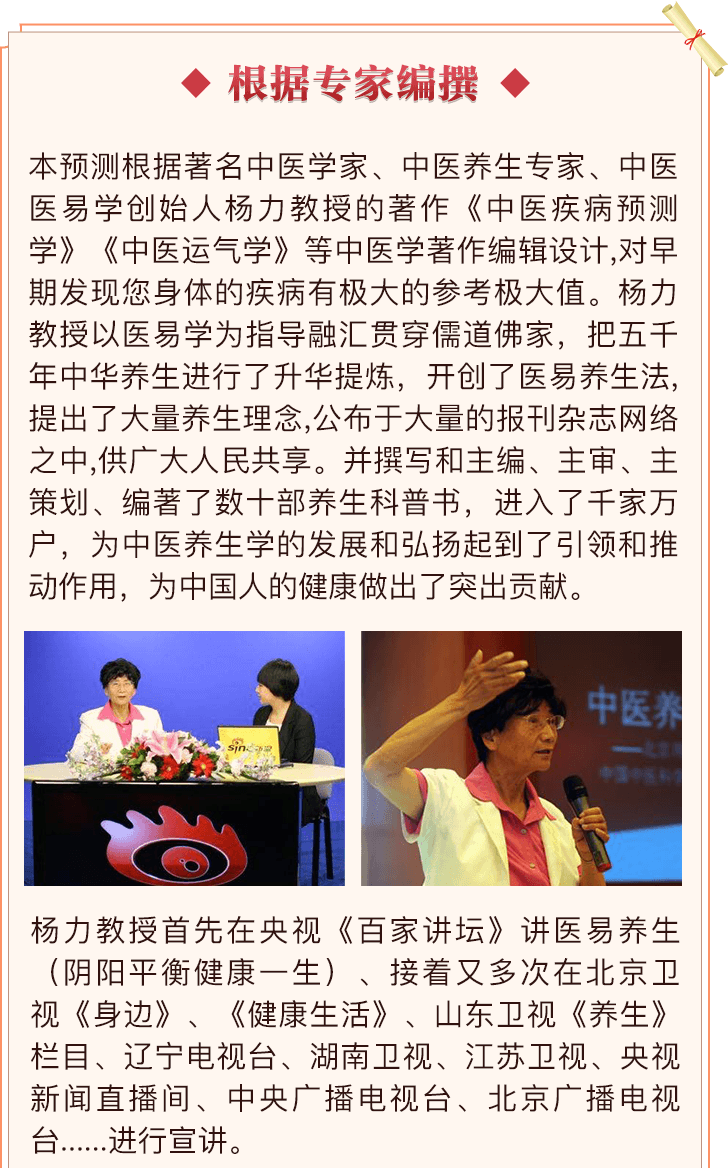 根据专家编撰
本预测根据著名中医学家、中医养生专家、中医
医易学创始人杨力教授的著作《中医疾病预测
学》《中医运气学》等中医学著作编辑设计,对早
期发现您身体的疾病有极大的参考极大值。杨力
教授以医易学为指导融汇贯穿儒道佛家，把五千
年中华养生进行了升华提炼，开创了医易养生法,
提出了大量养生理念,公布于大量的报刊杂志网络
之中,供广大人民共享。并撰写和主编、主审、主
策划、编著了数十部养生科普书，进入了千家万
户，为中医养生学的发展和弘扬起到了引领和推
动作用，为中国人的健康做出了突出贡献。
sina
中医养
杨力教授首先在央视《百家讲坛》讲医易养生
（阴阳平衡健康一生）、接着又多次在北京卫
视《身边》、《健康生活》、山东卫视《养生》
栏目、辽宁电视台、湖南卫视、江苏卫视、央视
新闻直播间、中央广播电视台、北京广播电视
台......进行宣讲。